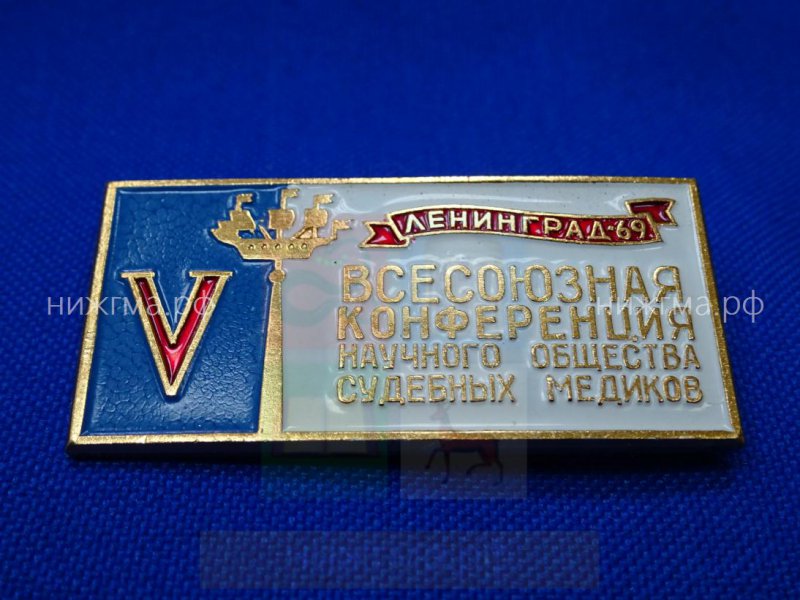 ЛЕНИНГРАД-69
V
ВСЕСОЮЗНАЯ
КОНФЕРЕНЦИЯ
НАУЧНОГО ОБЩЕСТВА
СУДЕБНЫХ МЕДИКОВ
нижгма.рф
нижгма.рф